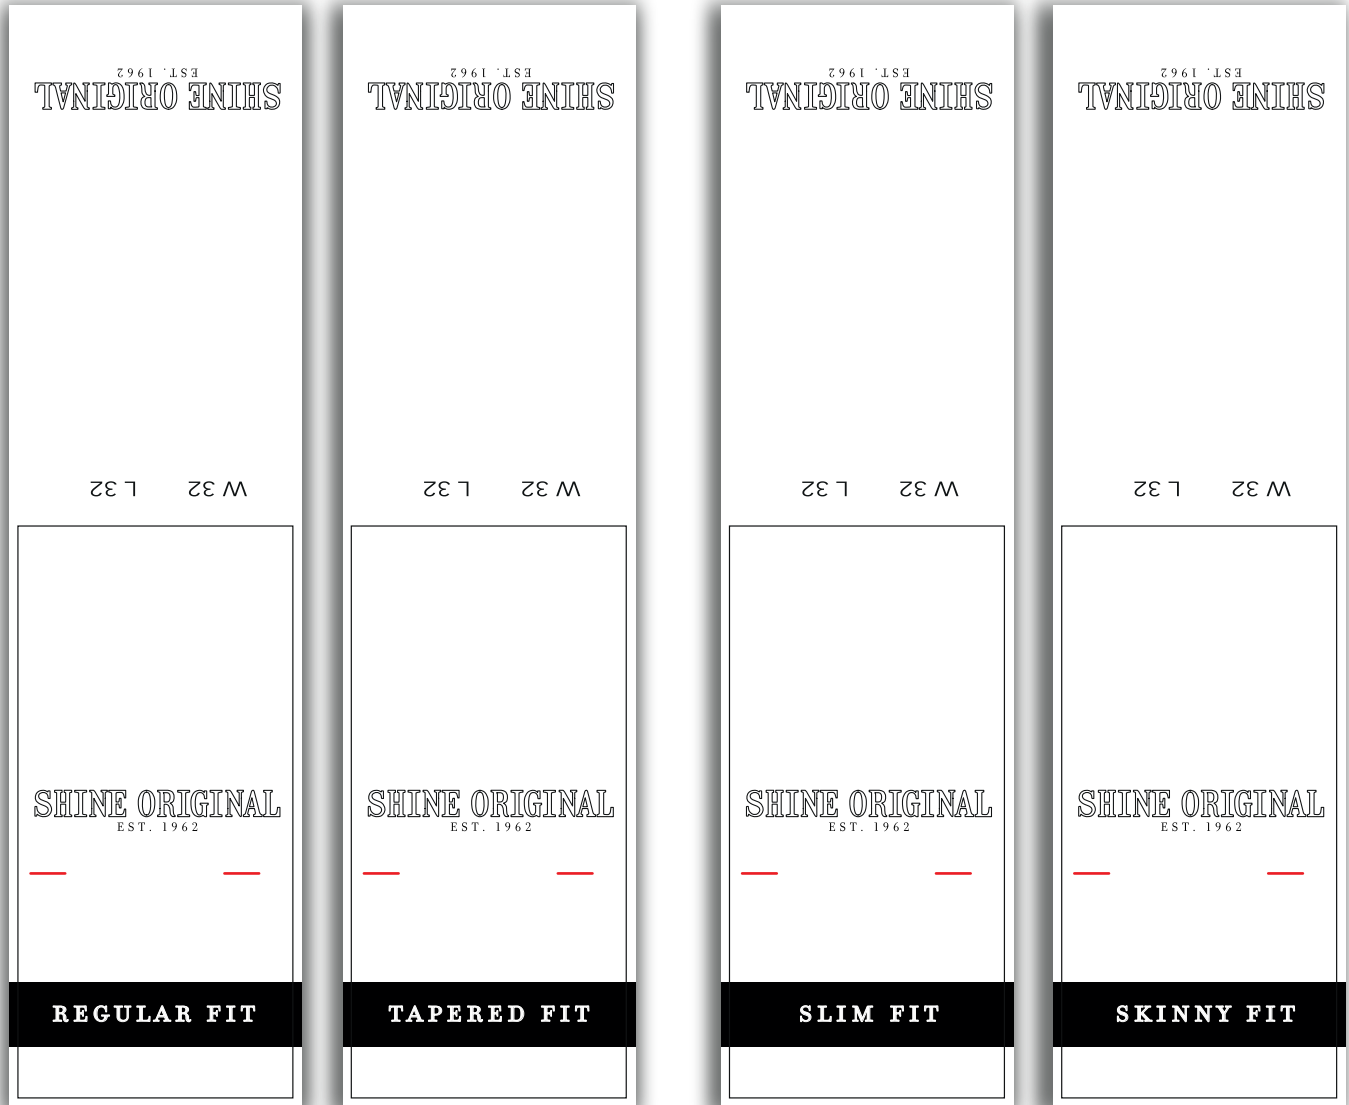 EST. 1962
SHINE ORIGINAL
L 32 W 32
SHINE ORIGINAL
EST. 1962
REGULAR FIT
EST. 1962
SHINE ORIGINAL
L 32 W 32
SHINE ORIGINAL
EST. 1962
TAPERED FIT
EST. 1962
SHINE ORIGINAL
L 32 W 32
SHINE ORIGINAL
EST. 1962
SLIM FIT
EST. 1962
SHINE ORIGINAL
L 32 W 32
SHINE ORIGINAL
EST. 1962
SKINNY FIT